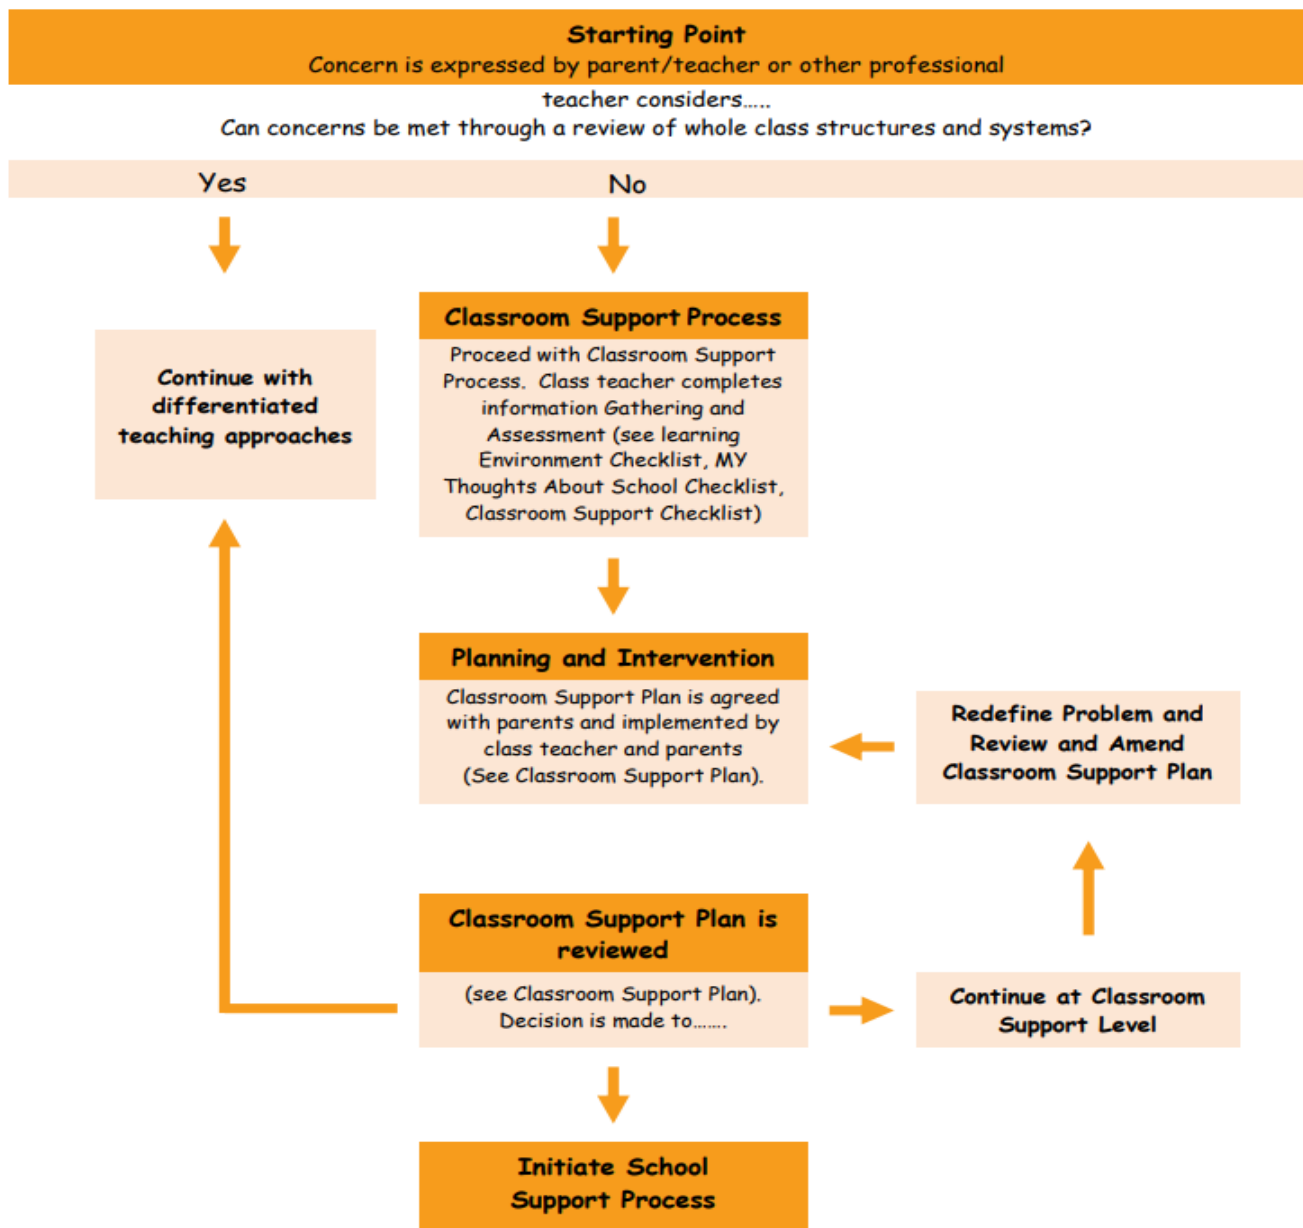 Starting Point
Concern is expressed by parent/teacher or other professional
teacher considers…..
Can concerns be met through a review of whole class structures and systems?
Yes
No
Continue with
differentiated
teaching approaches
Classroom Support Process
Proceed with Classroom Support
Process. Class teacher completes
information Gathering and
Assessment (see learning
Environment Checklist, MY
Thoughts About School Checklist,
Classroom Support Checklist)
Planning and Intervention
Classroom Support Plan is agreed
with parents and implemented by
class teacher and parents
(See Classroom Support Plan).
Redefine Problem and
Review and Amend
Classroom Support Plan
Classroom Support Plan is
reviewed
(see Classroom Support Plan).
Decision is made to…….
Continue at Classroom
Support Level
Initiate School
Support Process